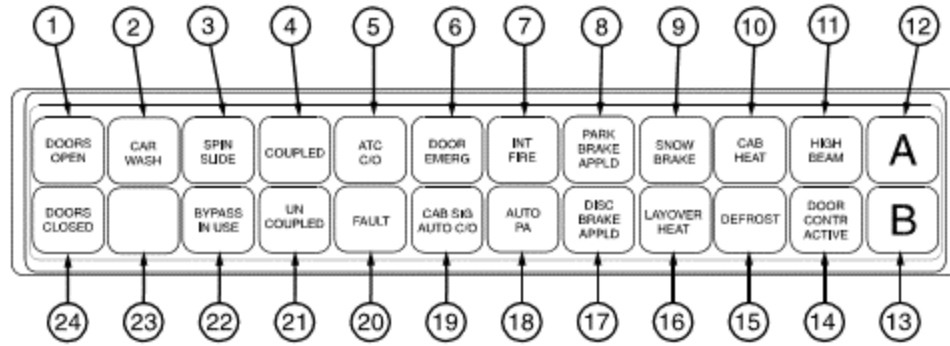 1 2 3 4 5 6 7 8 9 10 11 12
DOORS OPEN
CAR WASH
SPIN SLIDE
COUPLED
ATC C/O
DOOR EMERG
INT FIRE
PARK BRAKE APPLD
SNOW BRAKE
CAB HEAT
HIGH BEAM
A
DOORS CLOSED
BYPASS IN USE
UN COUPLED
FAULT
CAB SIG AUTO C/O
AUTO PA
DISC BRAKE APPLD
LAYOVER HEAT
DEFROST
DOOR CONTR ACTIVE
B
24 23 22 21 20 19 18 17 16 15 14 13